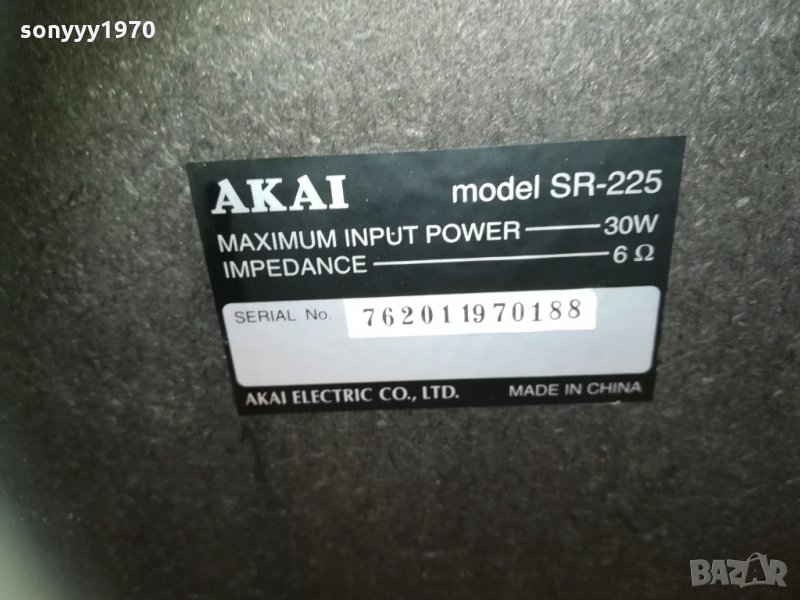 sonyyy1970
AKAI model SR-225
MAXIMUM INPUT POWER 30W
IMPEDANCE 6 Ω
SERIAL No. 762011970188
AKAI ELECTRIC CO., LTD. MADE IN CHINA
BAZAR